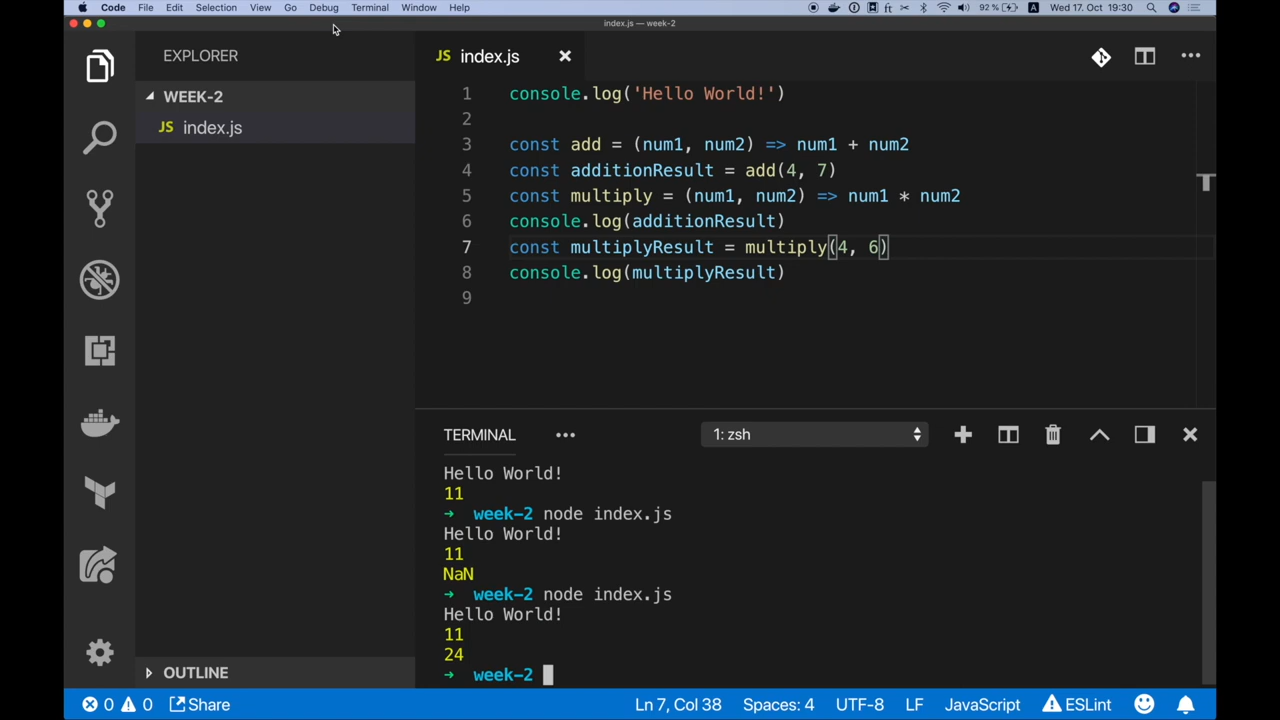 Code File Edit Selection View Go Debug Terminal Window Help 92 % Wed 17. Oct 19:30
index.js — week-2
EXPLORER
WEEK-2
JS index.js
OUTLINE
JS index.js
1 console.log('Hello World!')
2
3 const add = (num1, num2) => num1 + num2
4 const additionResult = add(4, 7)
5 const multiply = (num1, num2) => num1 * num2
6 console.log(additionResult)
7 const multiplyResult = multiply(4, 6)
8 console.log(multiplyResult)
9
TERMINAL 1: zsh
Hello World!
11
→ week-2 node index.js
Hello World!
11
NaN
→ week-2 node index.js
Hello World!
11
24
→ week-2
0 0 Share Ln 7, Col 38 Spaces: 4 UTF-8 LF JavaScript ESLint